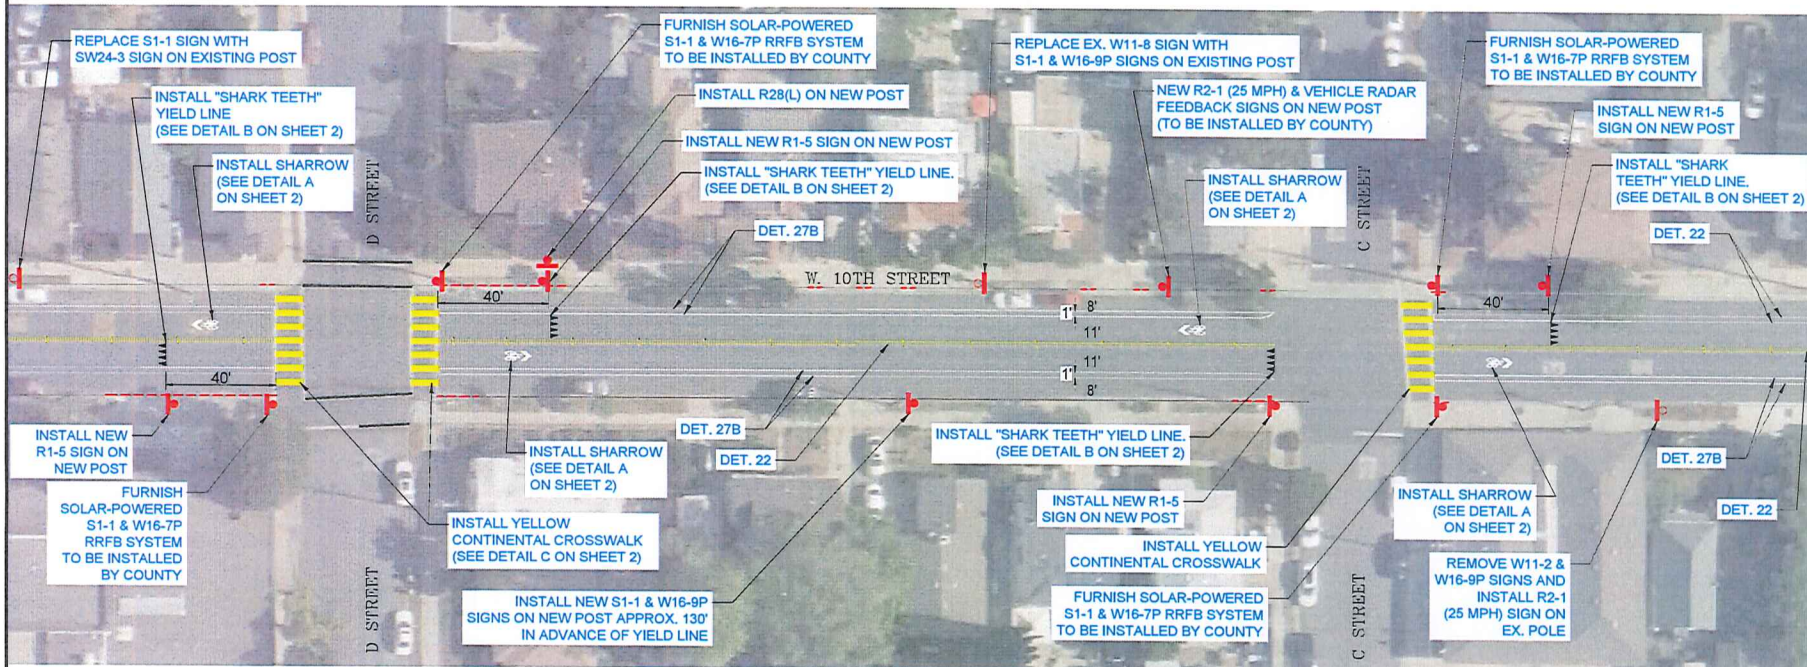 REPLACE S1-1 SIGN WITH
SW24-3 SIGN ON EXISTING POST
INSTALL "SHARK TEETH"
YIELD LINE
(SEE DETAIL B ON SHEET 2)
INSTALL SHARROW
(SEE DETAIL A
ON SHEET 2)
D STREET
FURNISH SOLAR-POWERED
S1-1 & W16-7P RRFB SYSTEM
TO BE INSTALLED BY COUNTY
INSTALL R28(L) ON NEW POST
INSTALL NEW R1-5 SIGN ON NEW POST
INSTALL "SHARK TEETH" YIELD LINE.
(SEE DETAIL B ON SHEET 2)
DET. 27B
REPLACE EX. W11-8 SIGN WITH
S1-1 & W16-9P SIGNS ON EXISTING POST
NEW R2-1 (25 MPH) & VEHICLE RADAR
FEEDBACK SIGNS ON NEW POST
(TO BE INSTALLED BY COUNTY)
INSTALL SHARROW
(SEE DETAIL A
ON SHEET 2)
C STREET
FURNISH SOLAR-POWERED
S1-1 & W16-7P RRFB SYSTEM
TO BE INSTALLED BY COUNTY
INSTALL NEW R1-5
SIGN ON NEW POST
INSTALL "SHARK
TEETH" YIELD LINE.
(SEE DETAIL B ON SHEET 2)
DET. 22
W. 10TH STREET
40'
40'
8'
1'
11'
11'
1'
8'
40'
INSTALL NEW
R1-5 SIGN ON
NEW POST
FURNISH
SOLAR-POWERED
S1-1 & W16-7P
RRFB SYSTEM
TO BE INSTALLED
BY COUNTY
D STREET
INSTALL YELLOW
CONTINENTAL CROSSWALK
(SEE DETAIL C ON SHEET 2)
INSTALL SHARROW
(SEE DETAIL A
ON SHEET 2)
INSTALL NEW S1-1 & W16-9P
SIGNS ON NEW POST APPROX. 130'
IN ADVANCE OF YIELD LINE
DET. 27B
DET. 22
INSTALL "SHARK TEETH" YIELD LINE.
(SEE DETAIL B ON SHEET 2)
INSTALL NEW R1-5
SIGN ON NEW POST
INSTALL YELLOW
CONTINENTAL CROSSWALK
FURNISH SOLAR-POWERED
S1-1 & W16-7P RRFB SYSTEM
TO BE INSTALLED BY COUNTY
C STREET
INSTALL SHARROW
(SEE DETAIL A
ON SHEET 2)
REMOVE W11-2 &
W16-9P SIGNS AND
INSTALL R2-1
(25 MPH) SIGN ON
EX. POLE
DET. 27B
DET. 22